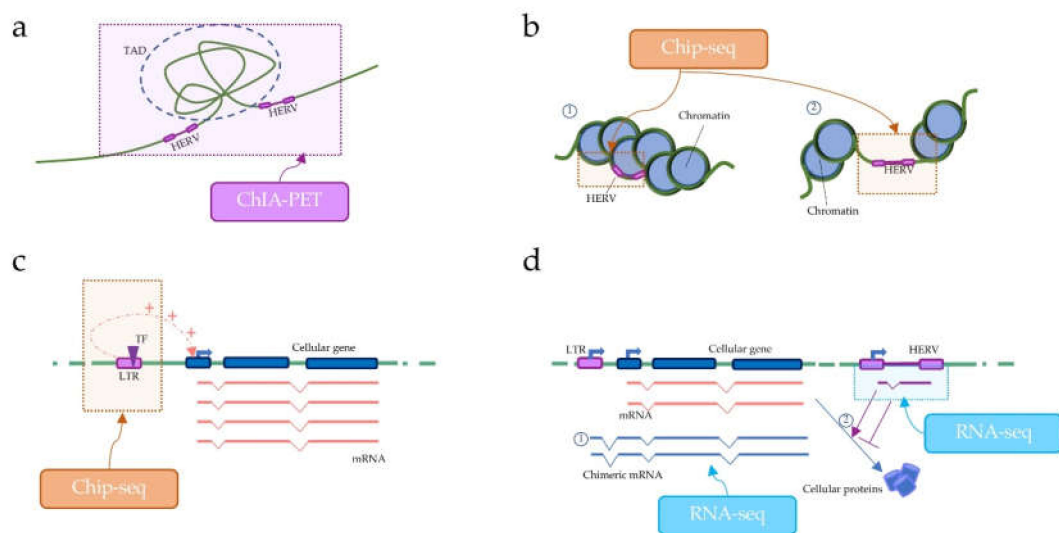 a
TAD
HERV
HERV
ChIA-PET
b
Chip-seq
1
Chromatin
HERV
2
HERV
Chromatin
c
TF
LTR
Cellular gene
mRNA
Chip-seq
d
LTR
Cellular gene
HERV
mRNA
1
Chimeric mRNA
RNA-seq
2
RNA-seq
Cellular proteins